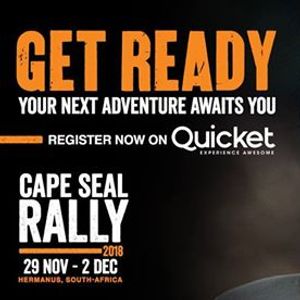 GET READY
YOUR NEXT ADVENTURE AWAITS YOU
REGISTER NOW ON Quicket
EXPERIENCE AWESOME
CAPE SEAL
RALLY
2018
29 NOV - 2 DEC
HERMANUS, SOUTH-AFRICA